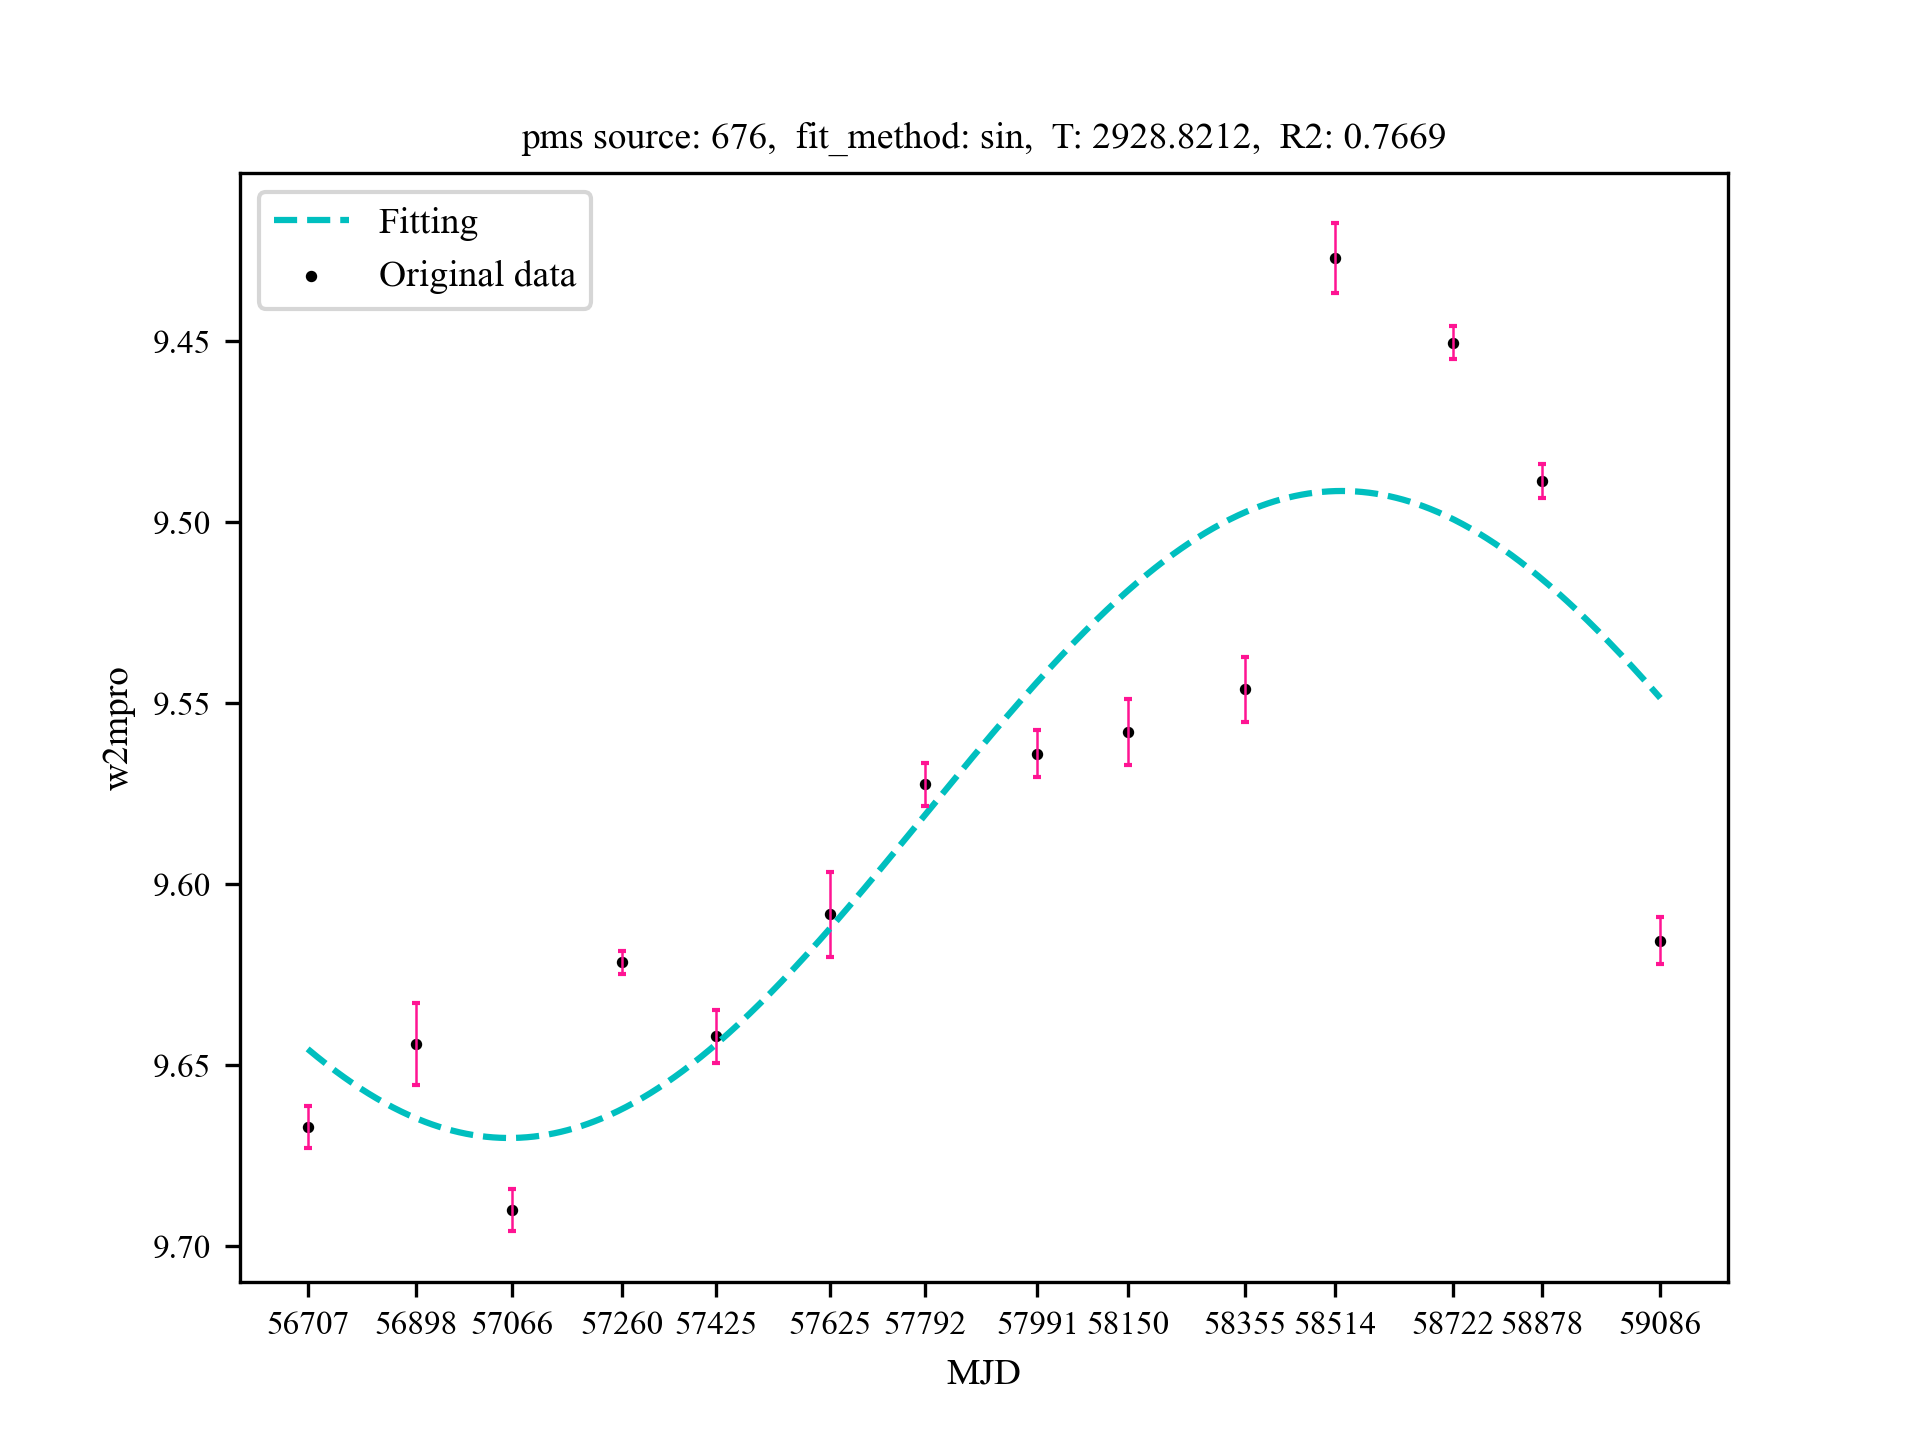 pms source: 676,  fit_method: sin,  T: 2928.8212,  R2: 0.7669
Fitting
Original data
9.45
9.50
9.55
9.60
9.65
9.70
w2mpro
56707 56898 57066 57260 57425 57625 57792 57991 58150 58355 58514 58722 58878 59086
MJD